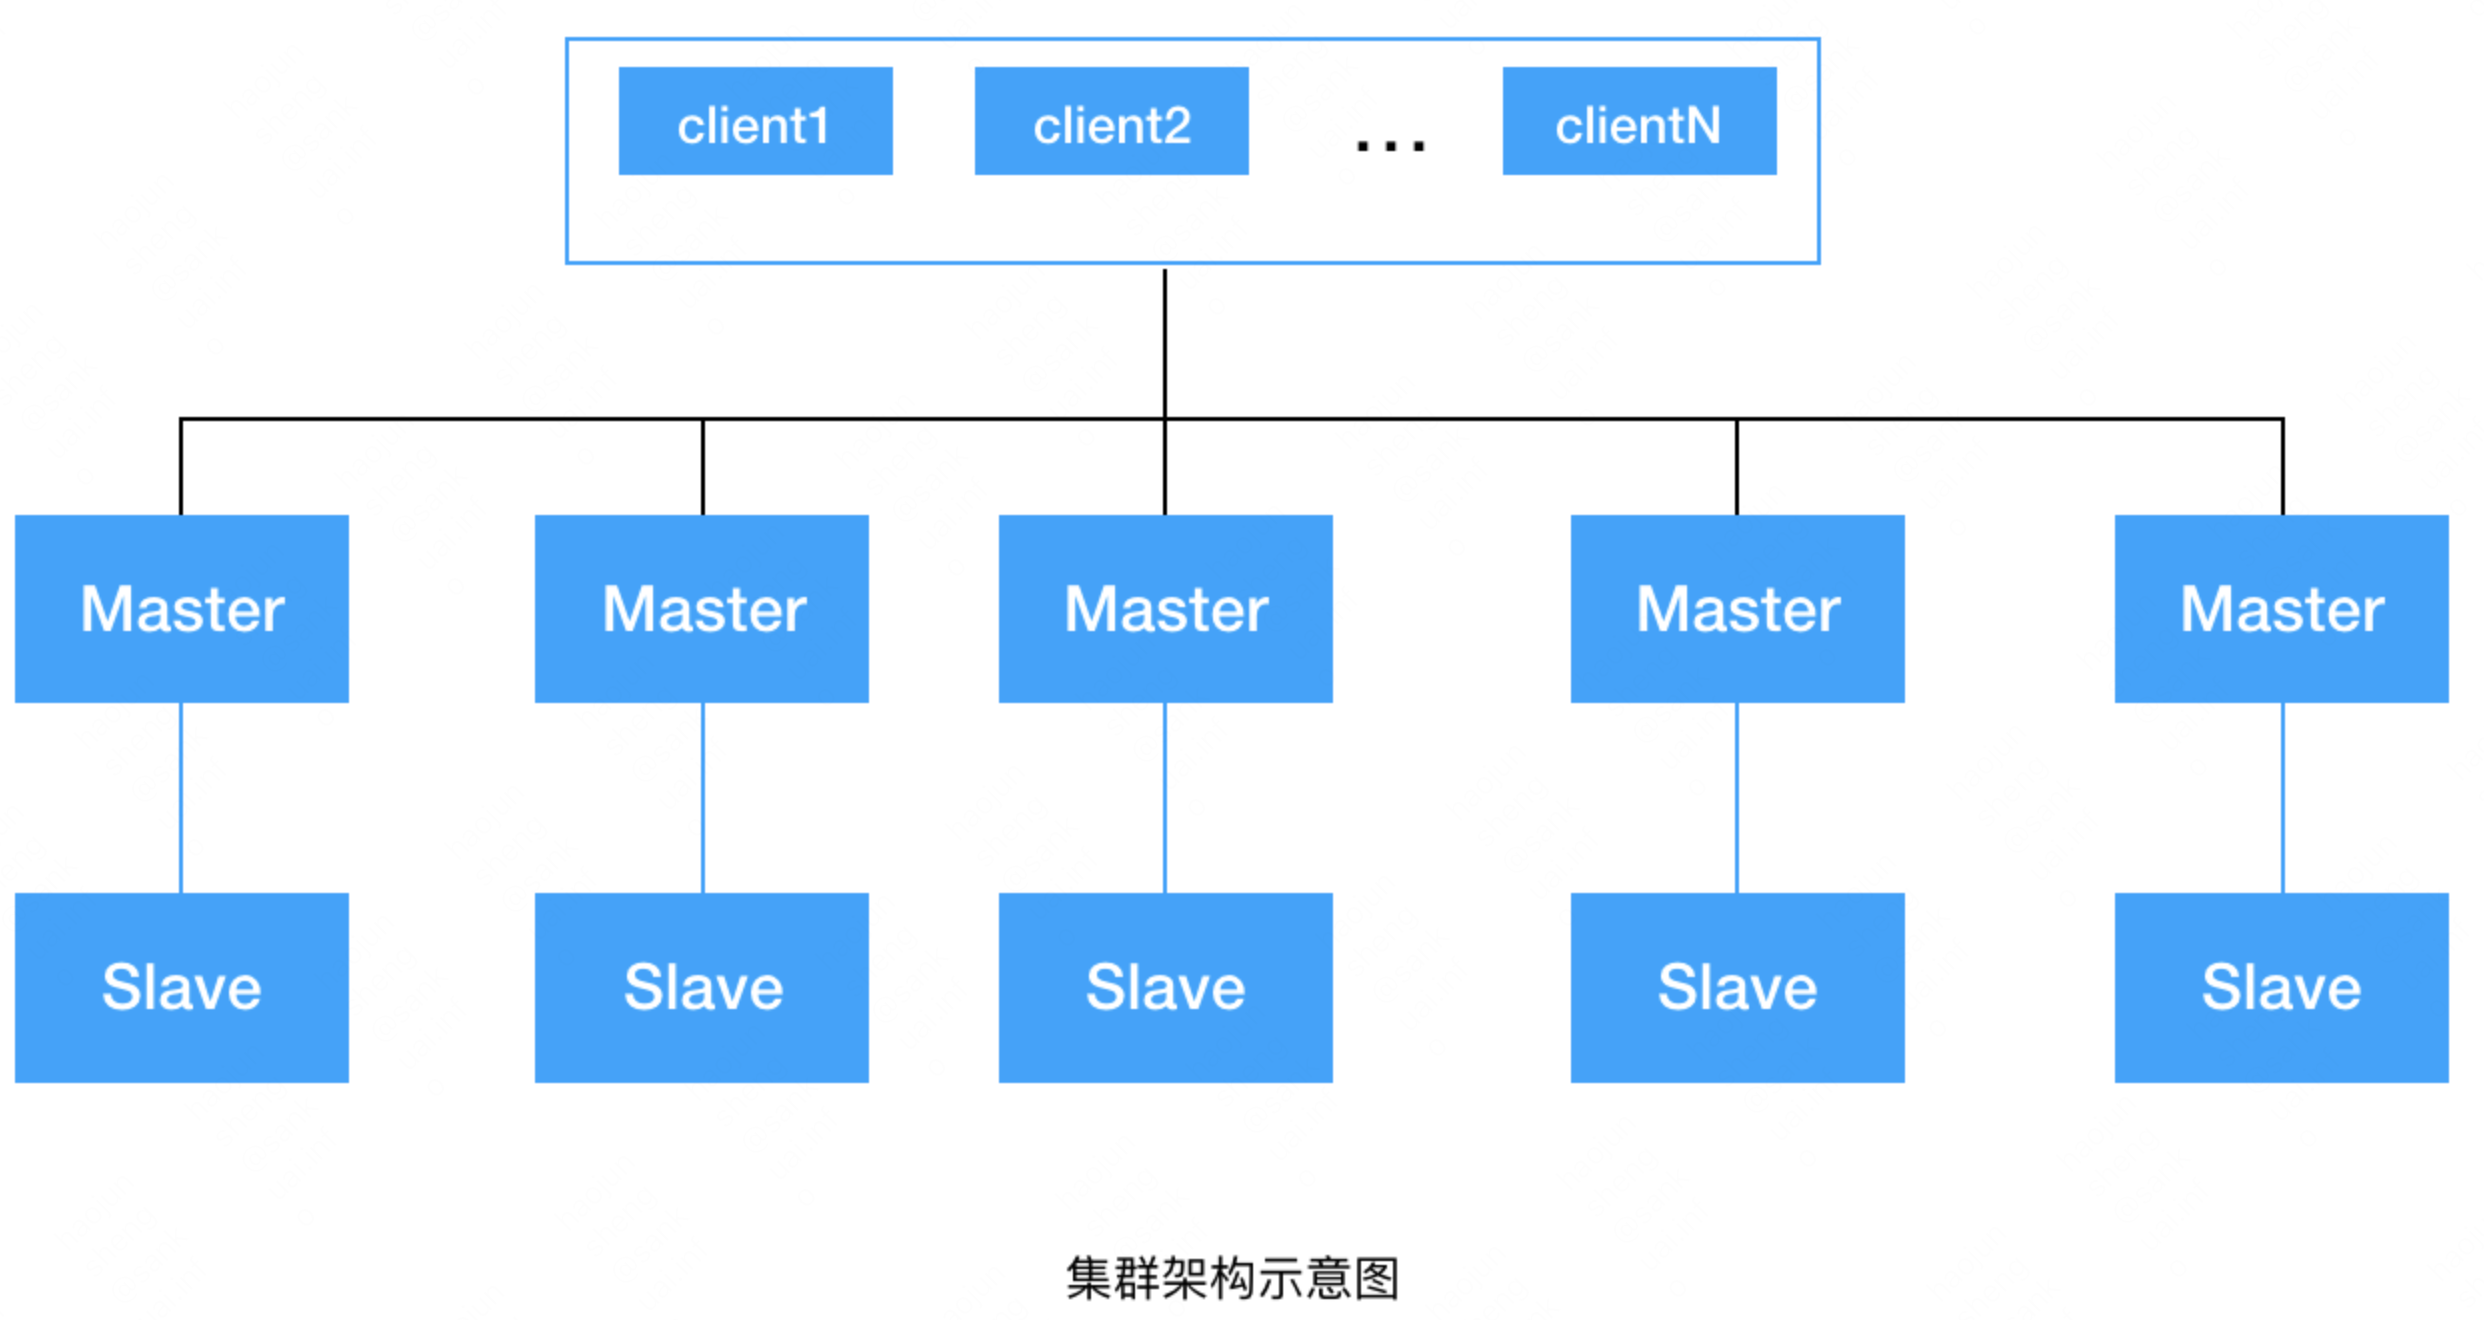 client1 client2 ... clientN
Master Master Master Master Master
Slave Slave Slave Slave Slave
集群架构示意图